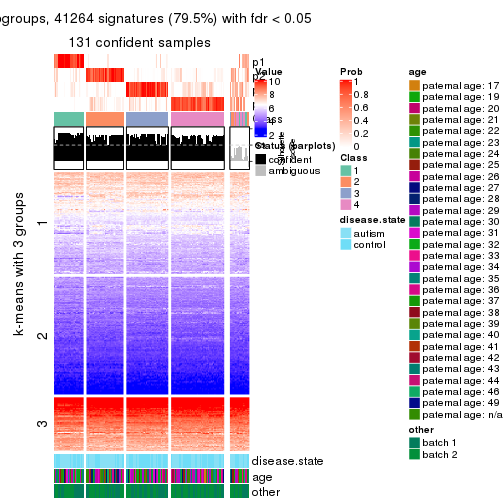 ogroups, 41264 signatures (79.5%) with fdr < 0.05
131 confident samples
p1
p2
Value
10
8
6
4
2
Status (barplots)
confident
ambiguous
Prob
1
0.8
0.6
0.4
0.2
0
Class
1
2
3
4
disease.state
autism
control
age
paternal age: 17
paternal age: 19
paternal age: 20
paternal age: 21
paternal age: 22
paternal age: 23
paternal age: 24
paternal age: 25
paternal age: 26
paternal age: 27
paternal age: 28
paternal age: 29
paternal age: 30
paternal age: 31
paternal age: 32
paternal age: 33
paternal age: 34
paternal age: 35
paternal age: 36
paternal age: 37
paternal age: 38
paternal age: 39
paternal age: 40
paternal age: 41
paternal age: 42
paternal age: 43
paternal age: 44
paternal age: 46
paternal age: 49
paternal age: n/a
other
batch 1
batch 2
k-means with 3 groups
1
2
3
disease.state
age
other